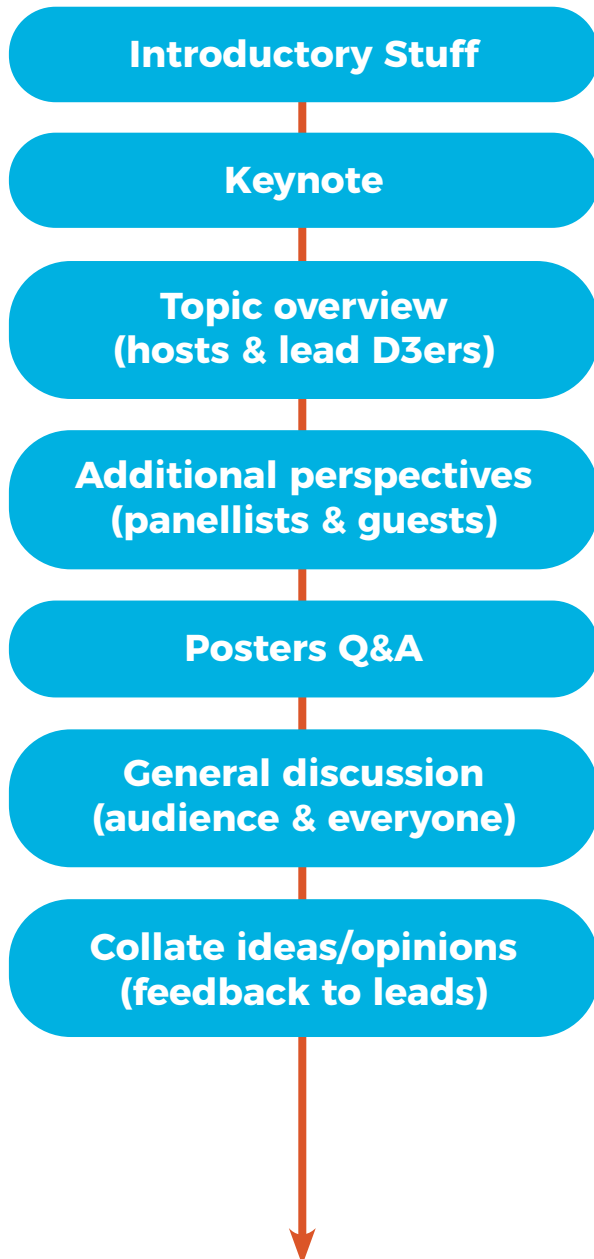 Introductory Stuff
Keynote
Topic overview
(hosts & lead D3ers)
Additional perspectives
(panellists & guests)
Posters Q&A
General discussion
(audience & everyone)
Collate ideas/opinions
(feedback to leads)